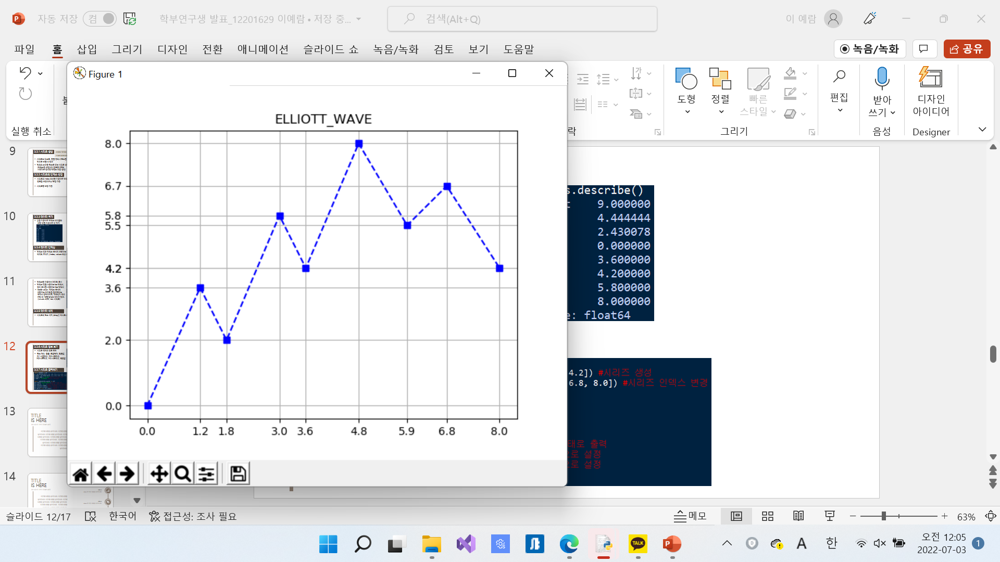 자동 저장
켬
학부연구생 발표_12201629 이예람 • 저장 중...
검색(Alt+Q)
이 예람
파일
홈
삽입
그리기
디자인
전환
애니메이션
슬라이드 쇼
녹음/녹화
검토
보기
도움말
녹음/녹화
공유
실행 취소
도형
정렬
빠른
스타일
그리기
편집
받아
쓰기
음성
디자인
아이디어
Designer
Figure 1
ELLIOTT_WAVE
8.0
6.7
5.8
5.5
4.2
3.6
2.0
0.0
0.0 1.2 1.8 3.0 3.6 4.8 5.9 6.8 8.0
s.describe()
9.000000
4.444444
2.430078
0.000000
3.600000
4.200000
5.800000
8.000000
e: float64
4.2]) #시리즈 생성
6.8, 8.0]) #시리즈 인덱스 변경
태로 출력
으로 설정
으로 설정
9
10
11
12
13
TITLE
IS HERE
14
TITLE
IS HERE
슬라이드 12/17
한국어
접근성: 조사 필요
메모
63%
TALK
A
한
오전 12:05
2022-07-03
1